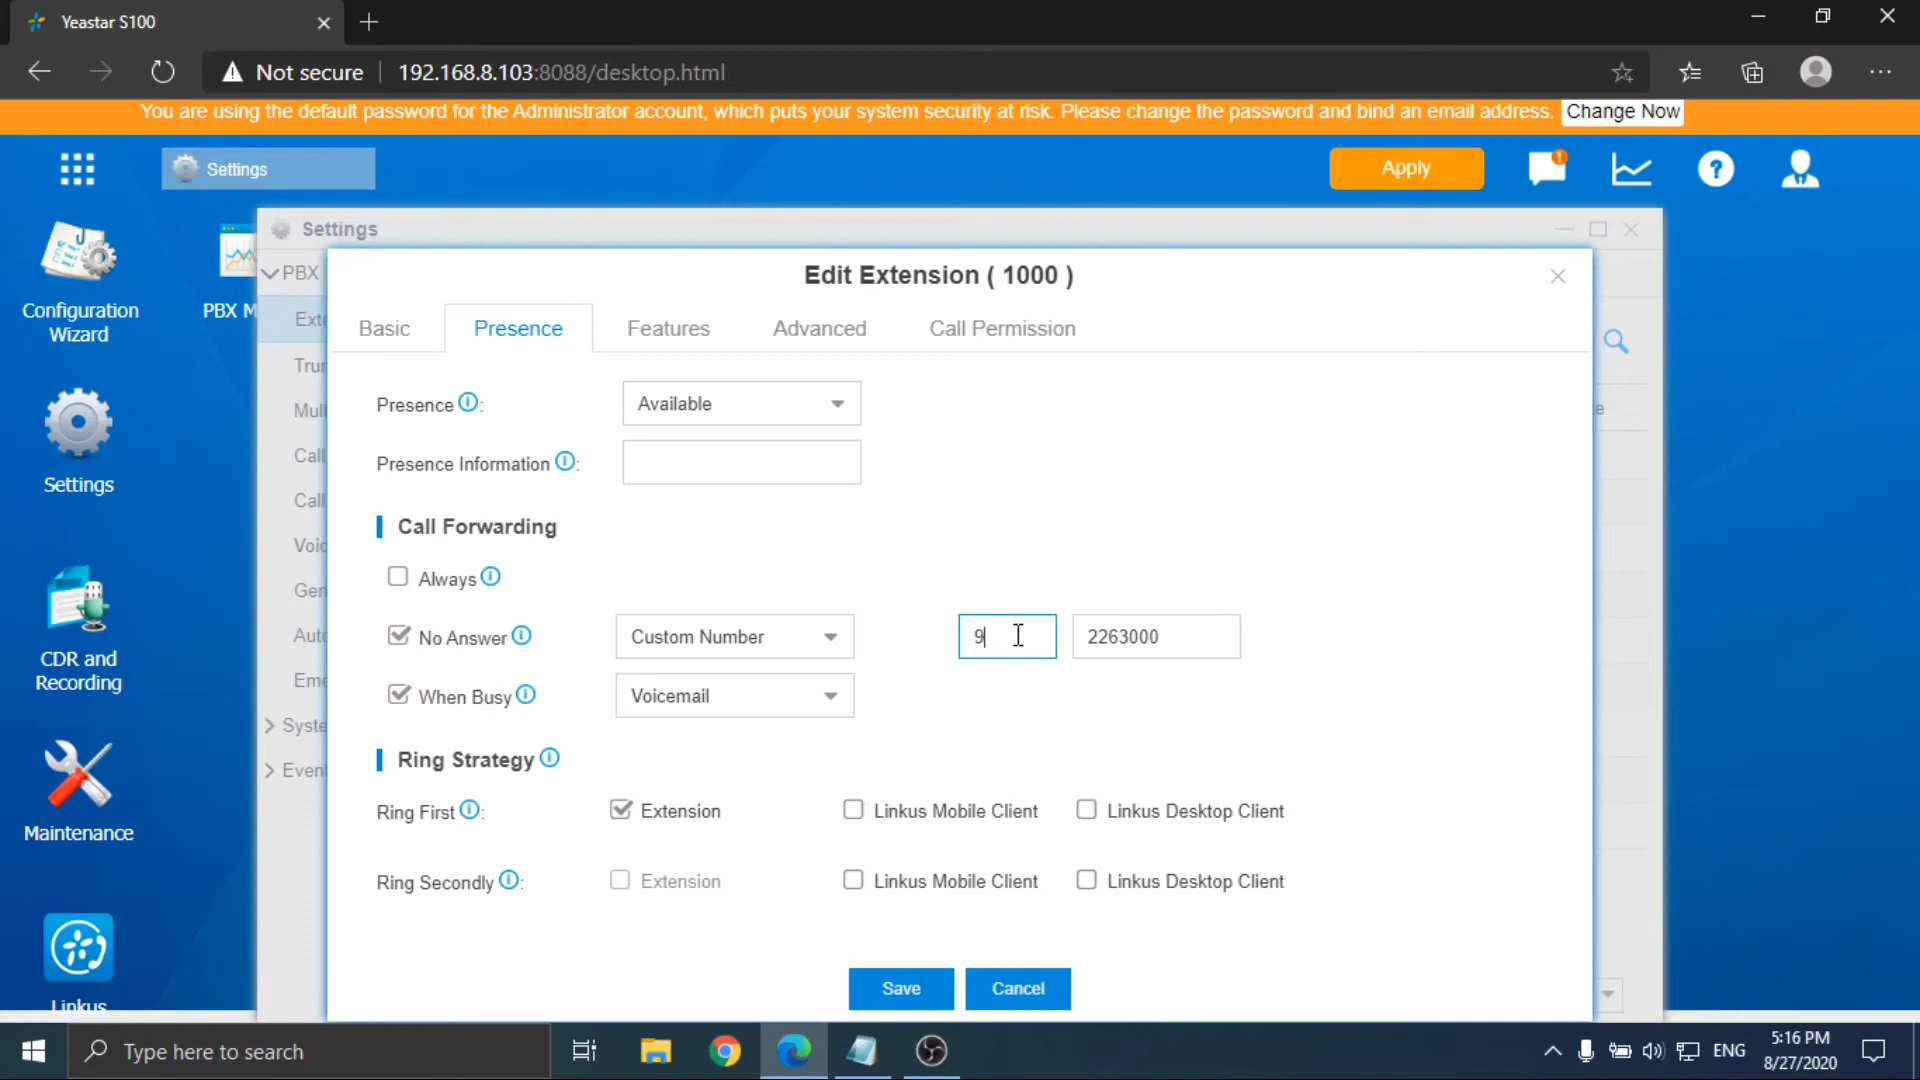 Yeastar S100
Not secure 192.168.8.103:8088/desktop.html
You are using the default password for the Administrator account, which puts your system security at risk. Please change the password and bind an email address. Change Now
Settings
Apply
Configuration
Wizard
PBX M
Settings
CDR and
Recording
Maintenance
Linkus
Settings
PBX
Exte
Trun
Mult
Call
Call
Voic
Gen
Auto
Eme
Syste
Even
e
Edit Extension ( 1000 )
Basic Presence Features Advanced Call Permission
Presence : Available
Presence Information :
Call Forwarding
Always
No Answer Custom Number 9 2263000
When Busy Voicemail
Ring Strategy
Ring First : Extension Linkus Mobile Client Linkus Desktop Client
Ring Secondly : Extension Linkus Mobile Client Linkus Desktop Client
Save Cancel
Type here to search
ENG
5:16 PM
8/27/2020